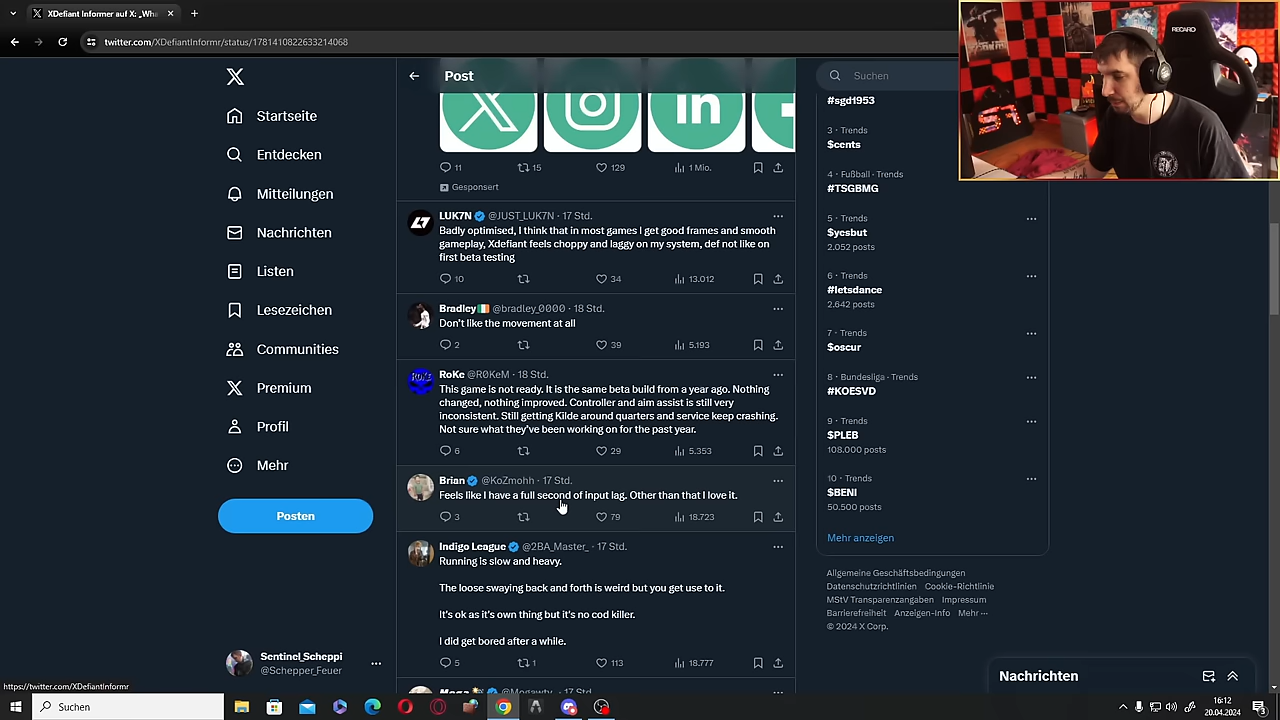 XDefiant Informer auf X: „Wha
twitter.com/XDefiantInformr/status/1781410822633214068
Startseite
Entdecken
Mitteilungen
Nachrichten
Listen
Lesezeichen
Communities
Premium
Profil
Mehr
Posten
Sentinel_Scheppi
@Schepper_Feuer
https://twitter.com/XDefiantInformr
Post
11 15 129 1 Mio.
Gesponsert
LUK7N @JUST_LUK7N · 17 Std.
Badly optimised, I think that in most games I get good frames and smooth
gameplay, Xdefiant feels choppy and laggy on my system, def not like on
first beta testing
10 34 13.012
Bradley @bradley_0000 · 18 Std.
Don't like the movement at all
2 39 5.193
RoKe @R0KeM · 18 Std.
This game is not ready. It is the same beta build from a year ago. Nothing
changed, nothing improved. Controller and aim assist is still very
inconsistent. Still getting Kilde around quarters and service keep crashing.
Not sure what they've been working on for the past year.
6 29 5.353
Brian @KoZmohh · 17 Std.
Feels like I have a full second of input lag. Other than that I love it.
3 79 18.723
Indigo League @2BA_Master_ · 17 Std.
Running is slow and heavy.
The loose swaying back and forth is weird but you get use to it.
It's ok as it's own thing but it's no cod killer.
I did get bored after a while.
5 1 113 18.777
Mega @Mogawty · 17 Std.
Suchen
#sgd1953
3 · Trends
$cents
4 · Fußball · Trends
#TSGBMG
5 · Trends
$yesbut
2.052 posts
6 · Trends
#letsdance
2.642 posts
7 · Trends
$oscur
8 · Bundesliga · Trends
#KOESVD
9 · Trends
$PLEB
108.000 posts
10 · Trends
$BENI
50.500 posts
Mehr anzeigen
Allgemeine Geschäftsbedingungen
Datenschutzrichtlinien Cookie-Richtlinie
MStV Transparenzangaben Impressum
Barrierefreiheit Anzeigen-Info Mehr ···
© 2024 X Corp.
Nachrichten
RECARO
Suchen
16:12
20.04.2024